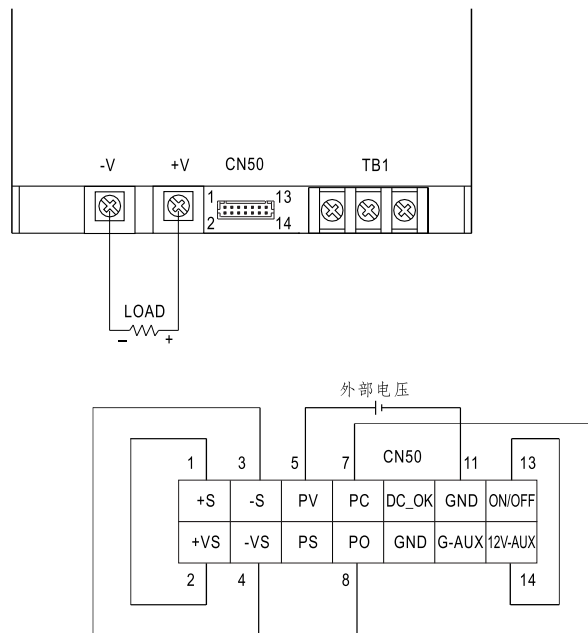 -V +V CN50 TB1
1 13
2 14
LOAD
- +
外部电压
1 3 5 7 CN50 11 13
+S -S PV PC DC_OK GND ON/OFF
+VS -VS PS PO GND G-AUX 12V-AUX
2 4 8 14